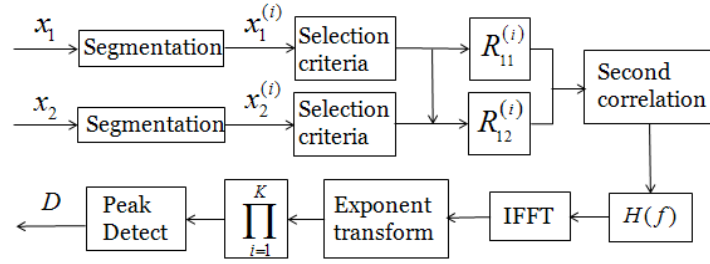 x₁ Segmentation x₁⁽ⁱ⁾ Selection criteria R₁₁⁽ⁱ⁾
x₂ Segmentation x₂⁽ⁱ⁾ Selection criteria R₁₂⁽ⁱ⁾
Second correlation
D Peak Detect ∏ᵢ₌₁ᴷ Exponent transform IFFT H(f)